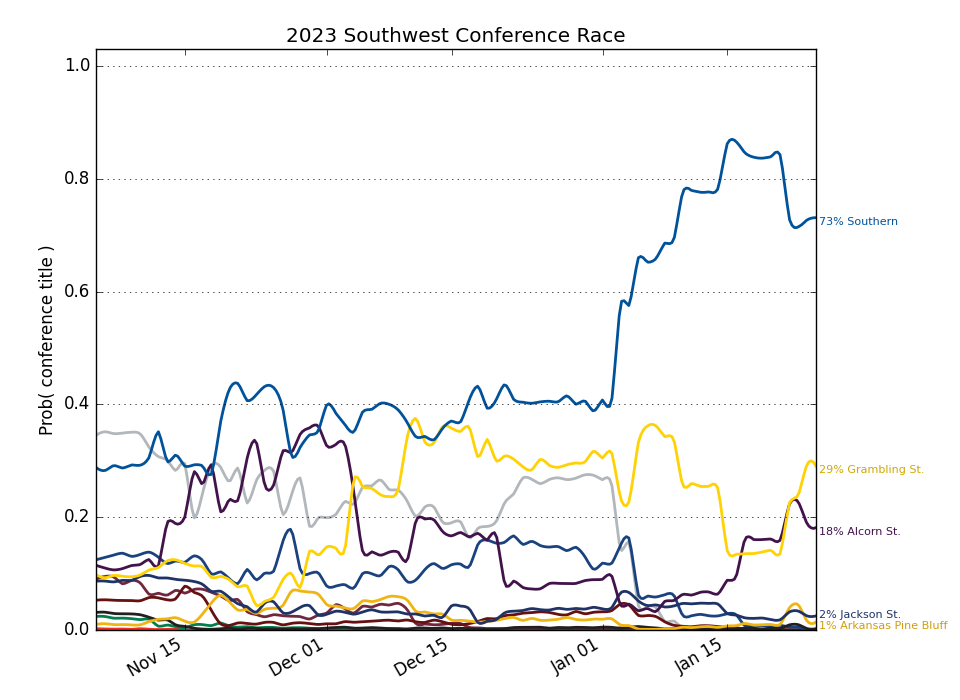 2023 Southwest Conference Race
1.0
0.8
0.6
0.4
0.2
0.0
Prob( conference title )
73% Southern
29% Grambling St.
18% Alcorn St.
2% Jackson St.
1% Arkansas Pine Bluff
Nov 15
Dec 01
Dec 15
Jan 01
Jan 15